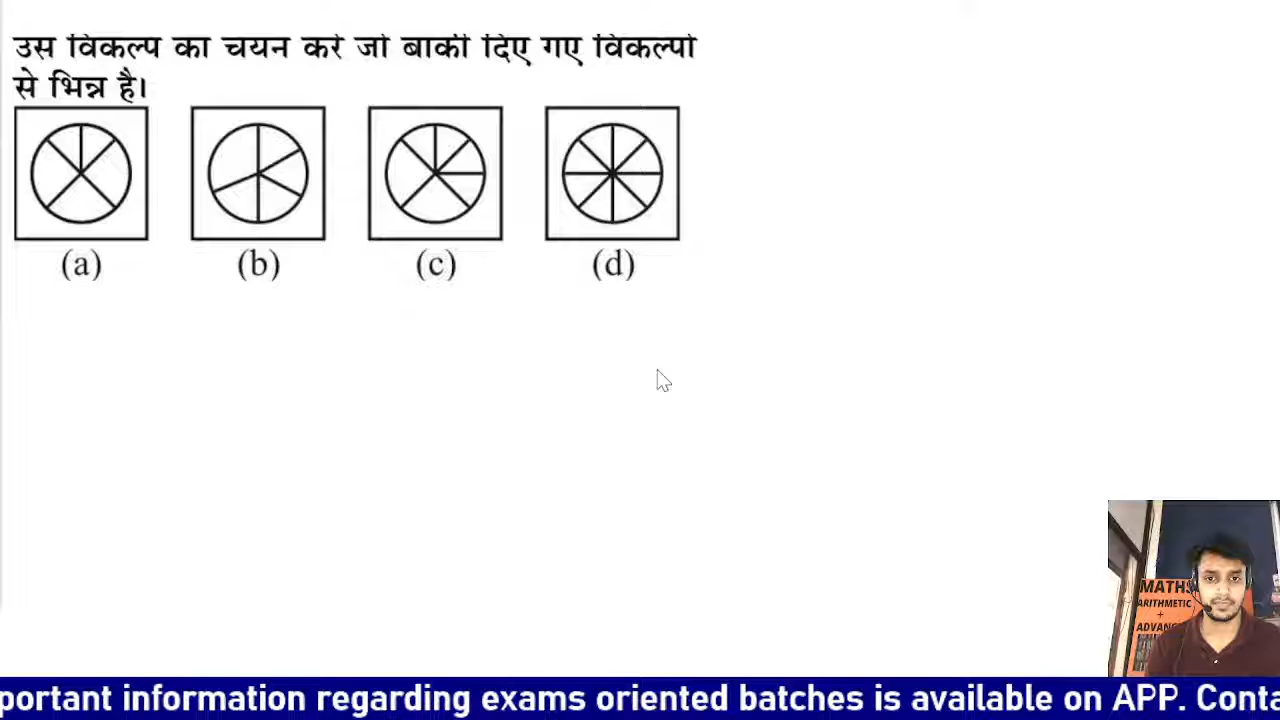 उस विकल्प का चयन करे जो बाकी दिए गए विकल्पो
से भिन्न है।
(a) (b) (c) (d)
MATHS
ARITHMETIC
+
ADVANC
portant information regarding exams oriented batches is available on APP. Conta